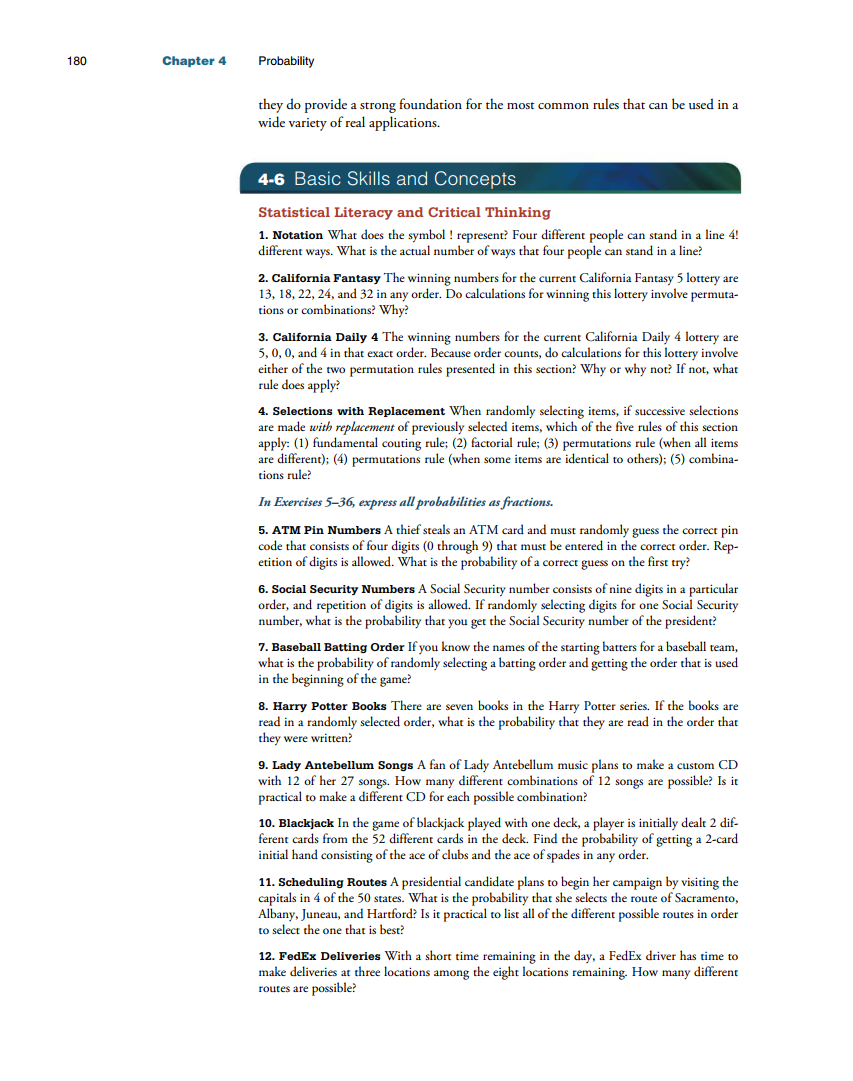 180 Chapter 4 Probability
they do provide a strong foundation for the most common rules that can be used in a
wide variety of real applications.
4-6 Basic Skills and Concepts
Statistical Literacy and Critical Thinking
1. Notation What does the symbol ! represent? Four different people can stand in a line 4!
different ways. What is the actual number of ways that four people can stand in a line?
2. California Fantasy The winning numbers for the current California Fantasy 5 lottery are
13, 18, 22, 24, and 32 in any order. Do calculations for winning this lottery involve permuta-
tions or combinations? Why?
3. California Daily 4 The winning numbers for the current California Daily 4 lottery are
5, 0, 0, and 4 in that exact order. Because order counts, do calculations for this lottery involve
either of the two permutation rules presented in this section? Why or why not? If not, what
rule does apply?
4. Selections with Replacement When randomly selecting items, if successive selections
are made with replacement of previously selected items, which of the five rules of this section
apply: (1) fundamental couting rule; (2) factorial rule; (3) permutations rule (when all items
are different); (4) permutations rule (when some items are identical to others); (5) combina-
tions rule?
In Exercises 5–36, express all probabilities as fractions.
5. ATM Pin Numbers A thief steals an ATM card and must randomly guess the correct pin
code that consists of four digits (0 through 9) that must be entered in the correct order. Rep-
etition of digits is allowed. What is the probability of a correct guess on the first try?
6. Social Security Numbers A Social Security number consists of nine digits in a particular
order, and repetition of digits is allowed. If randomly selecting digits for one Social Security
number, what is the probability that you get the Social Security number of the president?
7. Baseball Batting Order If you know the names of the starting batters for a baseball team,
what is the probability of randomly selecting a batting order and getting the order that is used
in the beginning of the game?
8. Harry Potter Books There are seven books in the Harry Potter series. If the books are
read in a randomly selected order, what is the probability that they are read in the order that
they were written?
9. Lady Antebellum Songs A fan of Lady Antebellum music plans to make a custom CD
with 12 of her 27 songs. How many different combinations of 12 songs are possible? Is it
practical to make a different CD for each possible combination?
10. Blackjack In the game of blackjack played with one deck, a player is initially dealt 2 dif-
ferent cards from the 52 different cards in the deck. Find the probability of getting a 2-card
initial hand consisting of the ace of clubs and the ace of spades in any order.
11. Scheduling Routes A presidential candidate plans to begin her campaign by visiting the
capitals in 4 of the 50 states. What is the probability that she selects the route of Sacramento,
Albany, Juneau, and Hartford? Is it practical to list all of the different possible routes in order
to select the one that is best?
12. FedEx Deliveries With a short time remaining in the day, a FedEx driver has time to
make deliveries at three locations among the eight locations remaining. How many different
routes are possible?